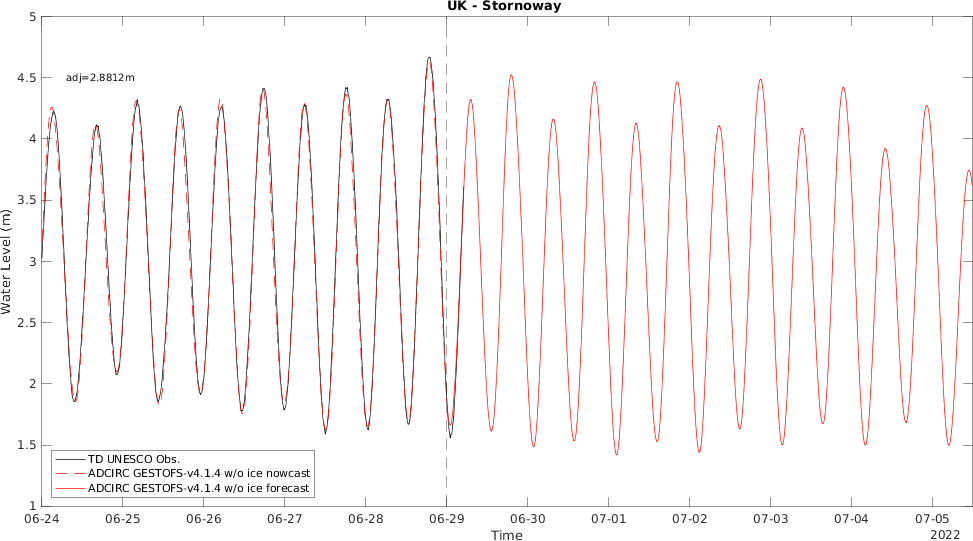 UK - Stornoway
5
4.5
4
3.5
3
2.5
2
1.5
1
Water Level (m)
adj=2.8812m
TD UNESCO Obs.
ADCIRC GESTOFS-v4.1.4 w/o ice nowcast
ADCIRC GESTOFS-v4.1.4 w/o ice forecast
06-24 06-25 06-26 06-27 06-28 06-29 06-30 07-01 07-02 07-03 07-04 07-05
2022
Time